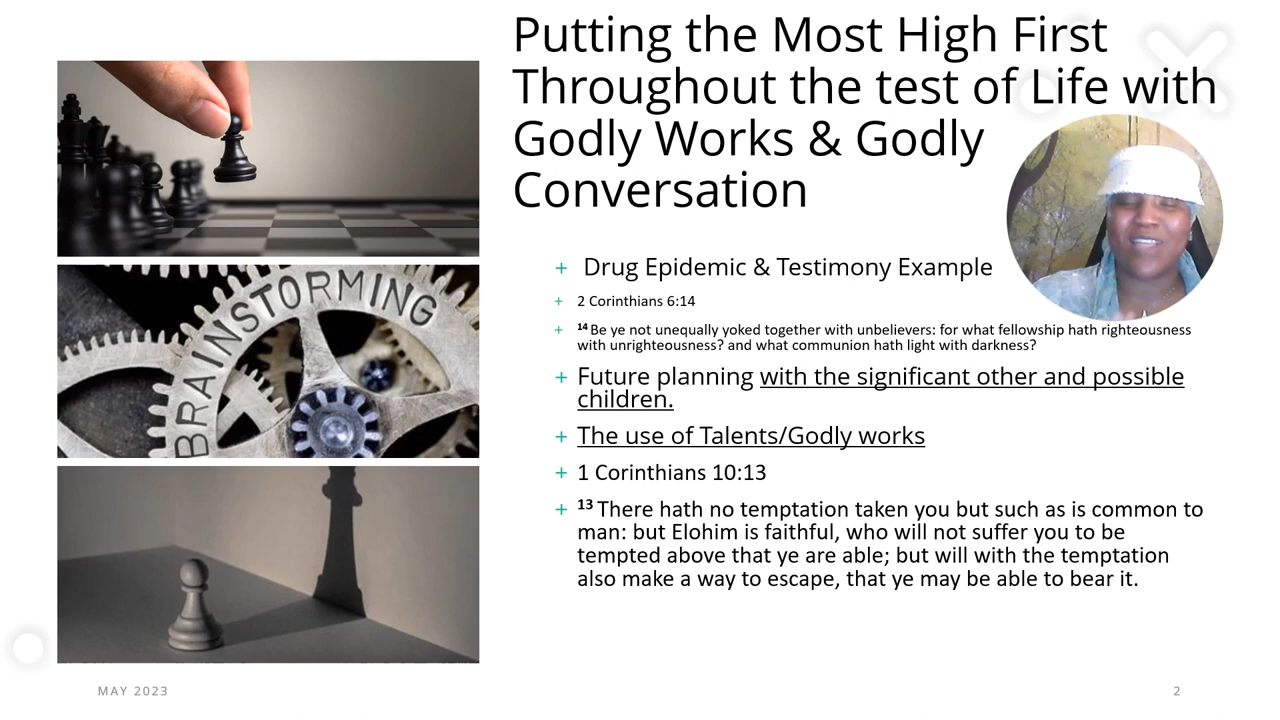 Putting the Most High First
Throughout the test of Life with
Godly Works & Godly
Conversation
BRAINSTORMING
+ Drug Epidemic & Testimony Example
+ 2 Corinthians 6:14
+ 14 Be ye not unequally yoked together with unbelievers: for what fellowship hath righteousness
with unrighteousness? and what communion hath light with darkness?
+ Future planning with the significant other and possible
children.
+ The use of Talents/Godly works
+ 1 Corinthians 10:13
+ 13 There hath no temptation taken you but such as is common to
man: but Elohim is faithful, who will not suffer you to be
tempted above that ye are able; but will with the temptation
also make a way to escape, that ye may be able to bear it.
MAY 2023
2